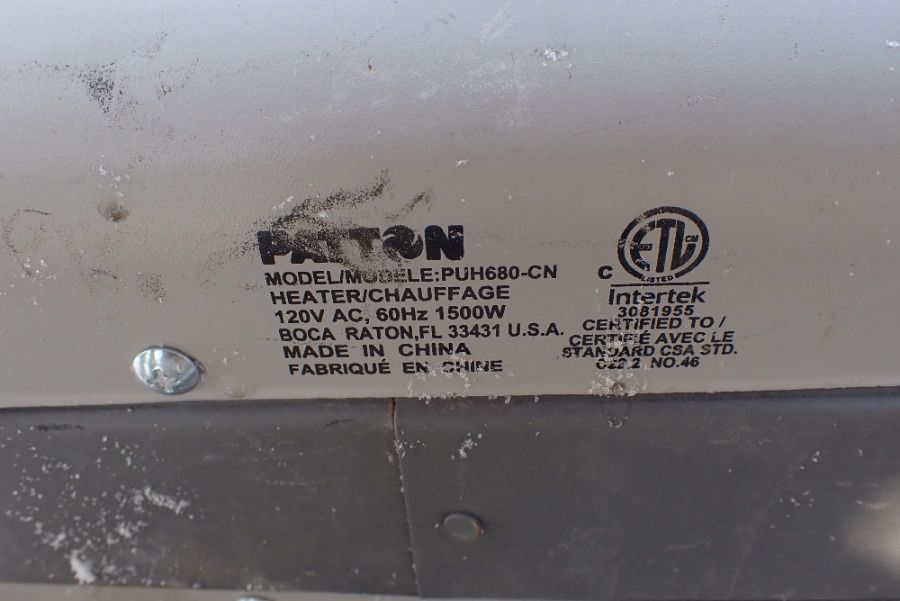 PATTON
MODEL/MODELE:PUH680-CN
HEATER/CHAUFFAGE
120V AC, 60Hz 1500W
BOCA RATON,FL 33431 U.S.A.
MADE IN CHINA
FABRIQUÉ EN CHINE
C ETL CM
LISTED
Intertek
3081955
CERTIFIED TO /
CERTIFIÉ AVEC LE
STANDARD CSA STD.
C22.2 NO.46